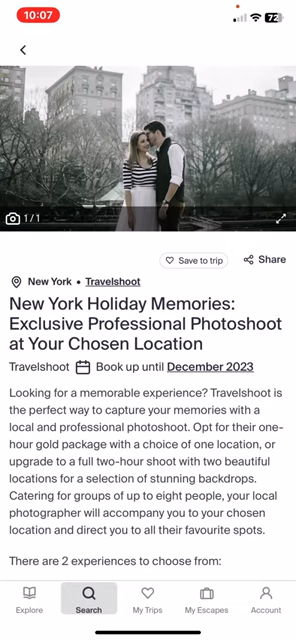 10:07
72
1/1
Save to trip
Share
New York • Travelshoot
New York Holiday Memories:
Exclusive Professional Photoshoot
at Your Chosen Location
Travelshoot Book up until December 2023
Looking for a memorable experience? Travelshoot is
the perfect way to capture your memories with a
local and professional photoshoot. Opt for their one-
hour gold package with a choice of one location, or
upgrade to a full two-hour shoot with two beautiful
locations for a selection of stunning backdrops.
Catering for groups of up to eight people, your local
photographer will accompany you to your chosen
location and direct you to all their favourite spots.
There are 2 experiences to choose from:
Explore
Search
My Trips
My Escapes
Account